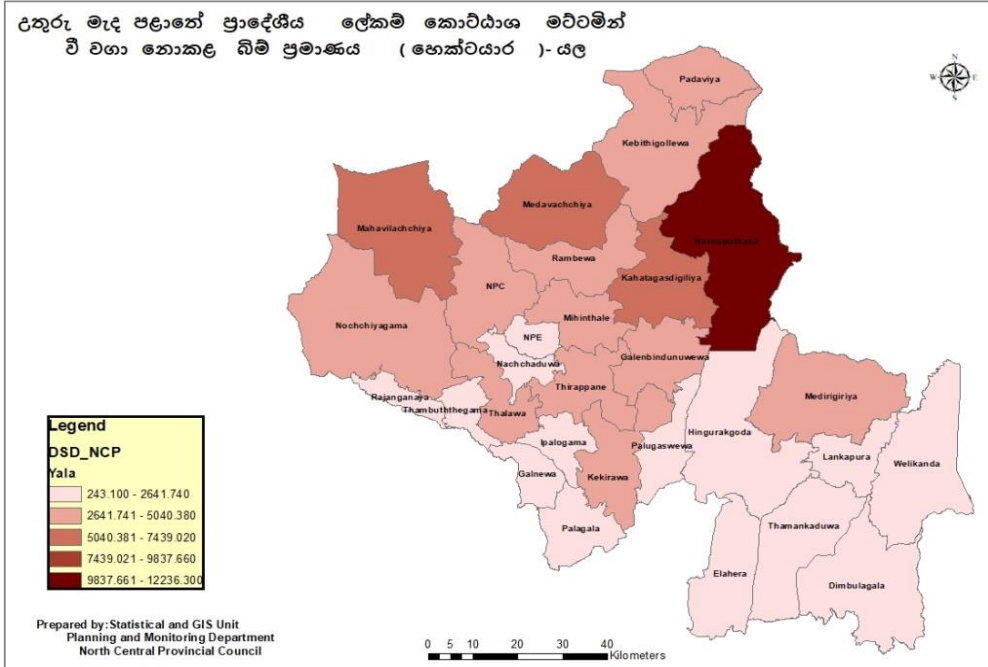 උතුරු මැද පළාතේ ප්‍රාදේශීය ලේකම් කොට්ඨාශ මට්ටමින්
වී වගා නොකළ බිම් ප්‍රමාණය ( හෙක්ටයාර )- යල
N
W E
S
Padaviya
Kebithigollewa
Medavachchiya
Mahavilachchiya
Rambewa
Kahatagasdigiliya
NPC
Mihinthale
Nochchiyagama
NPE
Galenbindunuwewa
Nachchaduwa
Thirappane
Rajanganaya
Medirigiriya
Thambuththegama
Thalawa
Hingurakgoda
Ipalogama
Palugaswewa
Lankapura
Welikanda
Galnewa
Kekirawa
Thamankaduwa
Palagala
Elahera
Dimbulagala
Legend
DSD_NCP
Yala
243.100 - 2641.740
2641.741 - 5040.380
5040.381 - 7439.020
7439.021 - 9837.660
9837.661 - 12236.300
Prepared by:Statistical and GIS Unit
Planning and Monitoring Department
North Central Provincial Council
0 5 10 20 30 40
Kilometers